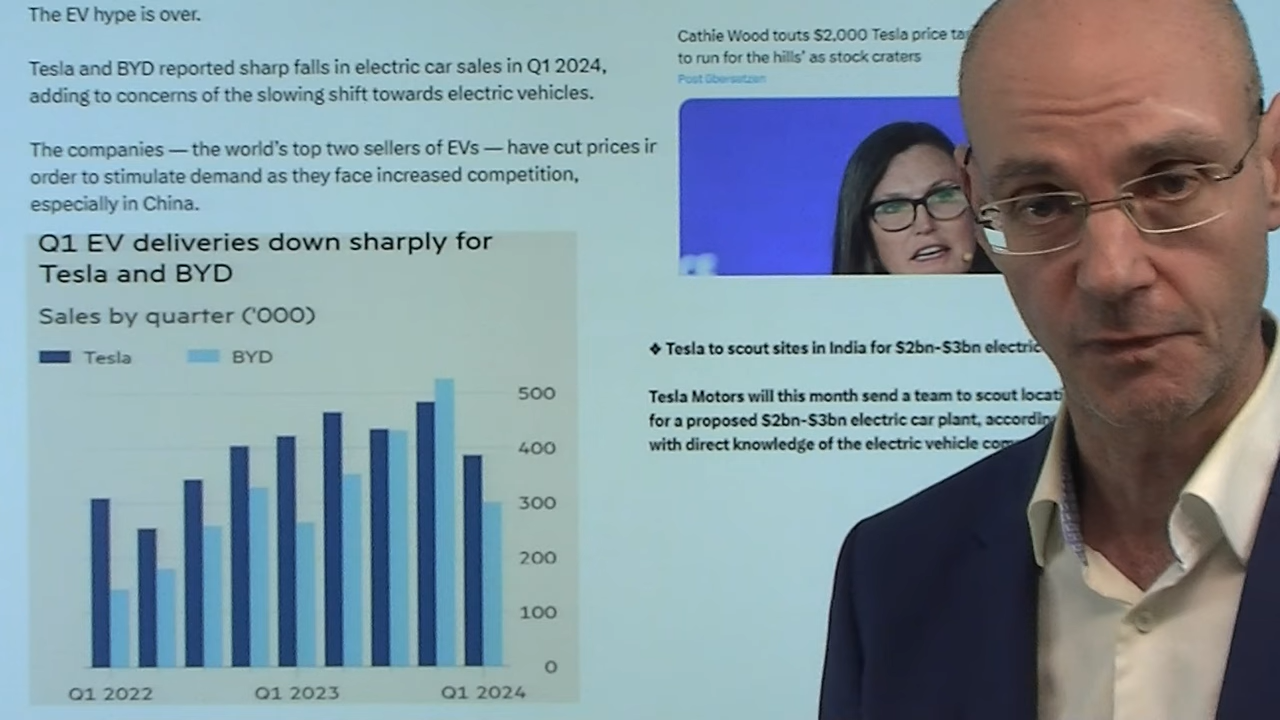 The EV hype is over.
Tesla and BYD reported sharp falls in electric car sales in Q1 2024,
adding to concerns of the slowing shift towards electric vehicles.
The companies — the world's top two sellers of EVs — have cut prices
order to stimulate demand as they face increased competition,
especially in China.
Q1 EV deliveries down sharply for
Tesla and BYD
Sales by quarter ('000)
Tesla BYD
500
400
300
200
100
0
Q1 2022 Q1 2023 Q1 2024
Cathie Wood touts $2,000 Tesla price
to run for the hills' as stock craters
Post übersetzen
❖ Tesla to scout sites in India for $2bn-$3bn electric
Tesla Motors will this month send a team to scout
for a proposed $2bn-$3bn electric car plant,
with direct knowledge of the electric vehicle